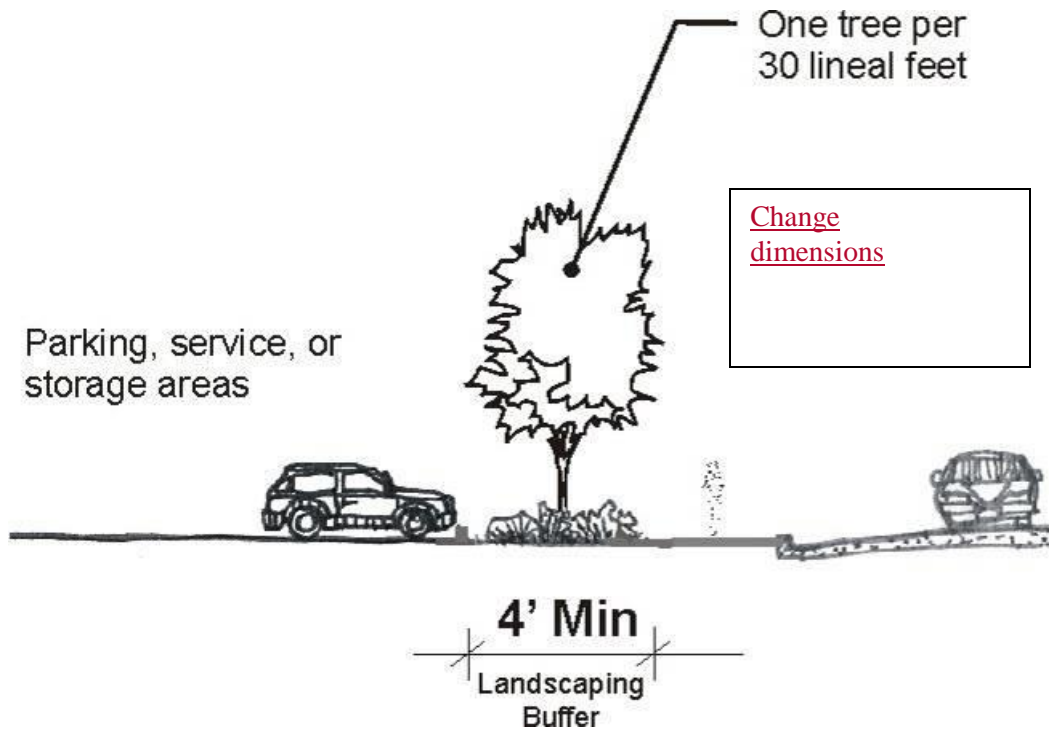 One tree per
30 lineal feet
Change
dimensions
Parking, service, or
storage areas
4’ Min
Landscaping
Buffer